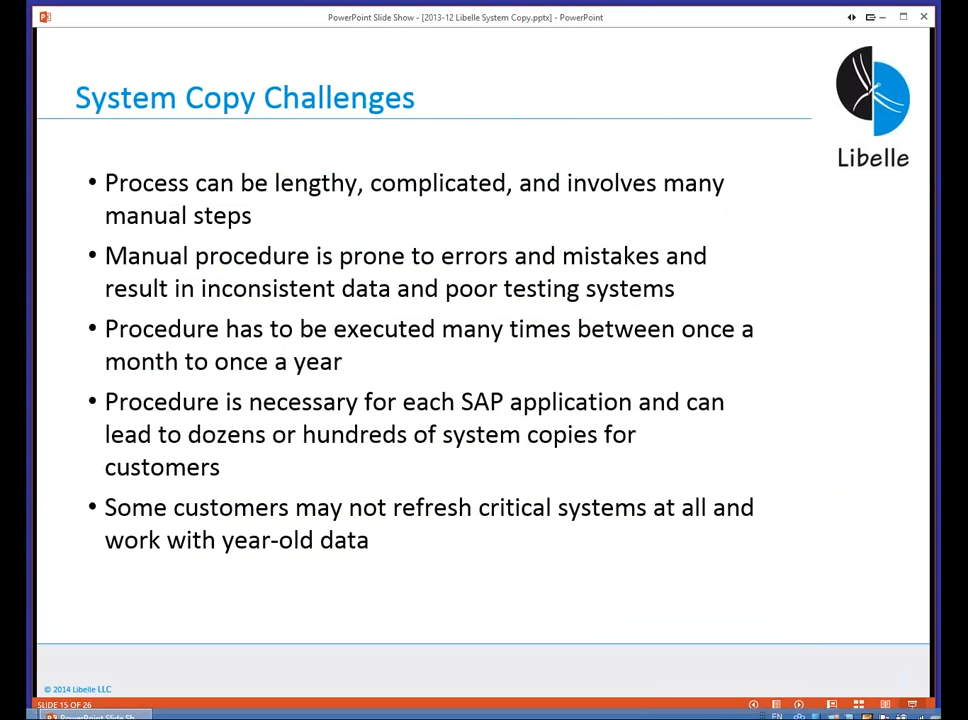 PowerPoint Slide Show - [2013-12 Libelle System Copy.pptx] - PowerPoint
System Copy Challenges
Libelle
• Process can be lengthy, complicated, and involves many
manual steps
• Manual procedure is prone to errors and mistakes and
result in inconsistent data and poor testing systems
• Procedure has to be executed many times between once a
month to once a year
• Procedure is necessary for each SAP application and can
lead to dozens or hundreds of system copies for
customers
• Some customers may not refresh critical systems at all and
work with year-old data
© 2014 Libelle LLC
SLIDE 15 OF 26
PowerPoint Slide Sh...
EN